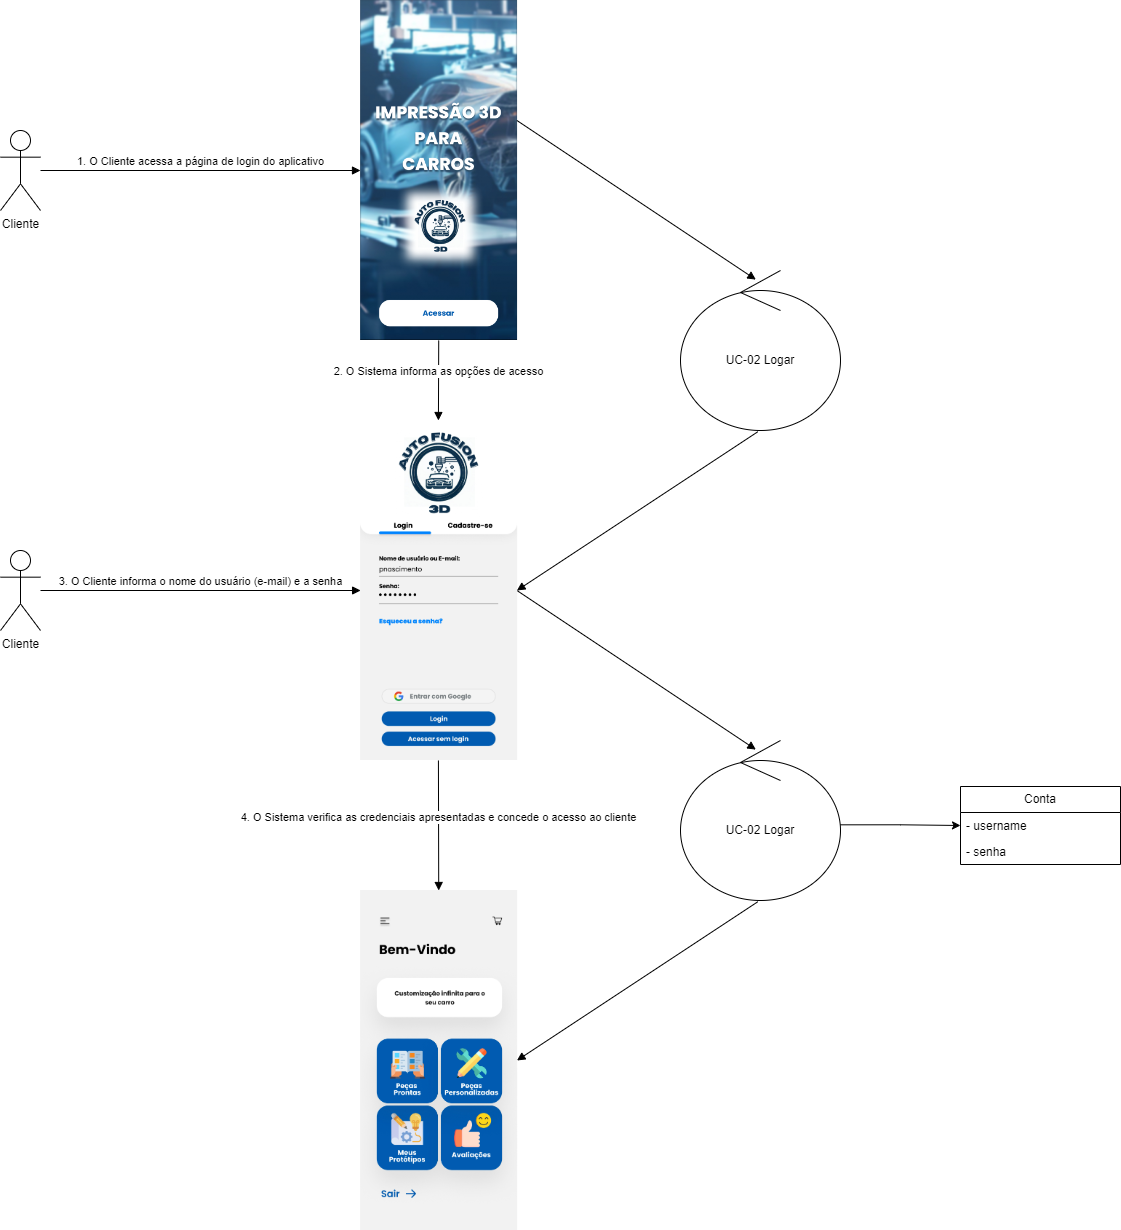 IMPRESSÃO 3D
PARA
CARROS
1. O Cliente acessa a página de login do aplicativo
Cliente
AUTO FUSION
3D
Acessar
UC-02 Logar
2. O Sistema informa as opções de acesso
AUTO FUSION
3D
Login
Cadastre-se
Nome de usuário ou E-mail:
pnascimento
3. O Cliente informa o nome do usuário (e-mail) e a senha
Senha:
••••••••
Esqueceu a senha?
Cliente
Entrar com Google
Login
Acessar sem login
4. O Sistema verifica as credenciais apresentadas e concede o acesso ao cliente
UC-02 Logar
Conta
- username
- senha
Bem-Vindo
Customização infinita para o
seu carro
Peças
Prontas
Peças
Personalizadas
Meus
Protótipos
Avaliações
Sair